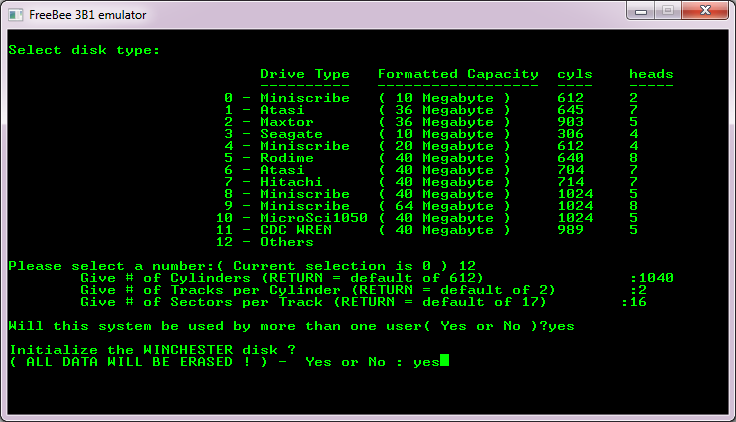 FreeBee 3B1 emulator
Select disk type:
Drive Type Formatted Capacity cyls heads
---------- ------------------ ---- -----
0 - Miniscribe ( 10 Megabyte ) 612 2
1 - Atasi ( 36 Megabyte ) 645 7
2 - Maxtor ( 36 Megabyte ) 903 5
3 - Seagate ( 10 Megabyte ) 306 4
4 - Miniscribe ( 20 Megabyte ) 612 4
5 - Rodime ( 40 Megabyte ) 640 8
6 - Atasi ( 40 Megabyte ) 704 7
7 - Hitachi ( 40 Megabyte ) 714 7
8 - Miniscribe ( 40 Megabyte ) 1024 5
9 - Miniscribe ( 64 Megabyte ) 1024 8
10 - MicroSci1050 ( 40 Megabyte ) 1024 5
11 - CDC WREN ( 40 Megabyte ) 989 5
12 - Others
Please select a number:( Current selection is 0 ) 12
Give # of Cylinders (RETURN = default of 612) :1040
Give # of Tracks per Cylinder (RETURN = default of 2) :2
Give # of Sectors per Track (RETURN = default of 17) :16
Will this system be used by more than one user( Yes or No )?yes
Initialize the WINCHESTER disk ?
( ALL DATA WILL BE ERASED ! ) - Yes or No : yes